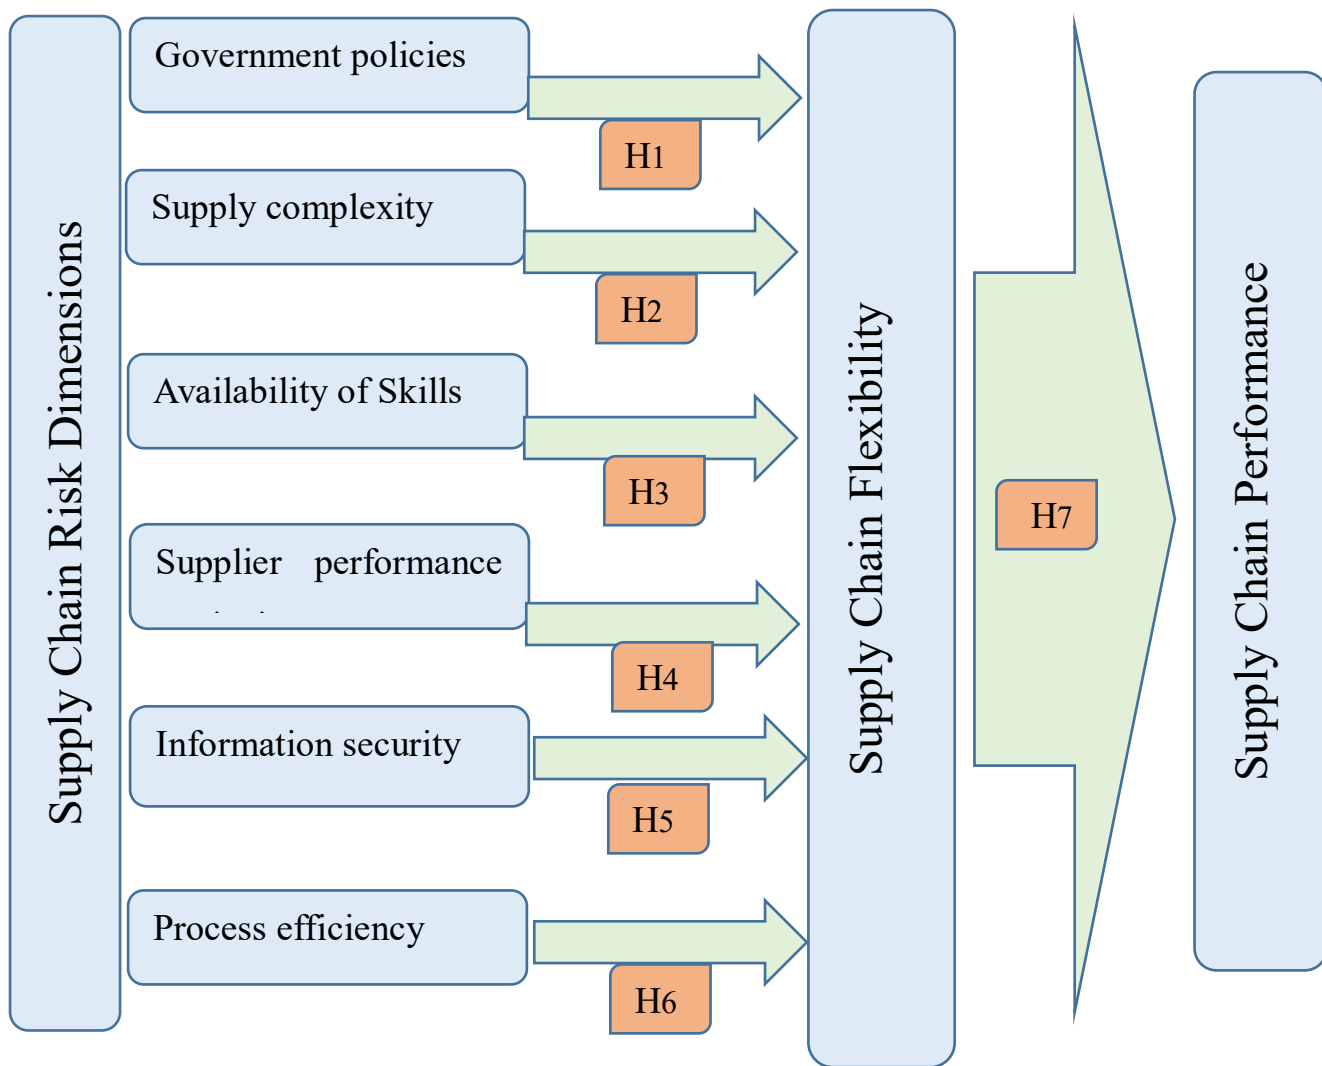 Supply Chain Risk Dimensions
Government policies
H1
Supply complexity
H2
Availability of Skills
H3
Supplier performance
H4
Information security
H5
Process efficiency
H6
Supply Chain Flexibility
H7
Supply Chain Performance